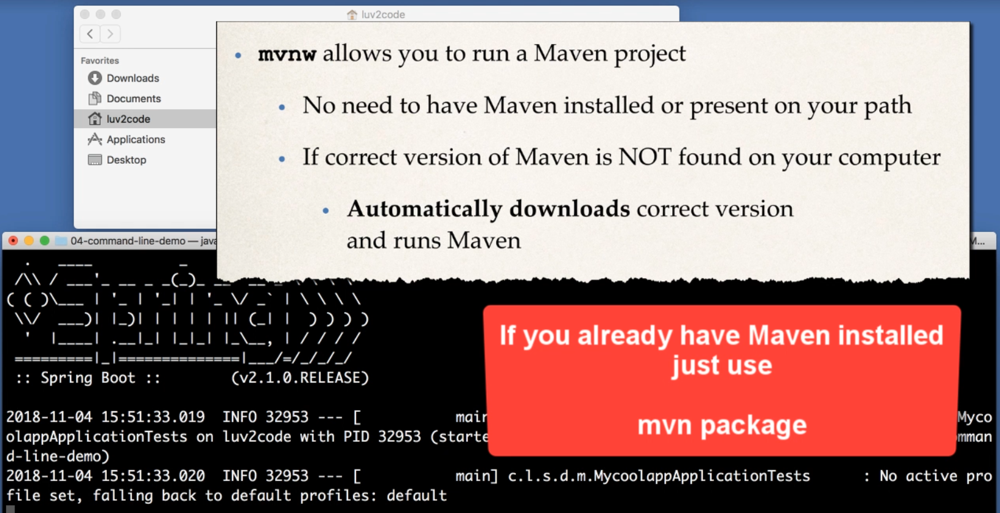 luv2code
Favorites
Downloads
Documents
luv2code
Applications
Desktop
• mvnw allows you to run a Maven project
• No need to have Maven installed or present on your path
• If correct version of Maven is NOT found on your computer
• Automatically downloads correct version
and runs Maven
04-command-line-demo — java
M...
:: Spring Boot ::        (v2.1.0.RELEASE)
If you already have Maven installed
just use
mvn package
2018-11-04 15:51:33.019  INFO 32953 --- [           main
Myco
olappApplicationTests on luv2code with PID 32953 (starte
mman
d-line-demo)
2018-11-04 15:51:33.020  INFO 32953 --- [           main] c.l.s.d.m.MycoolappApplicationTests      : No active pro
file set, falling back to default profiles: default